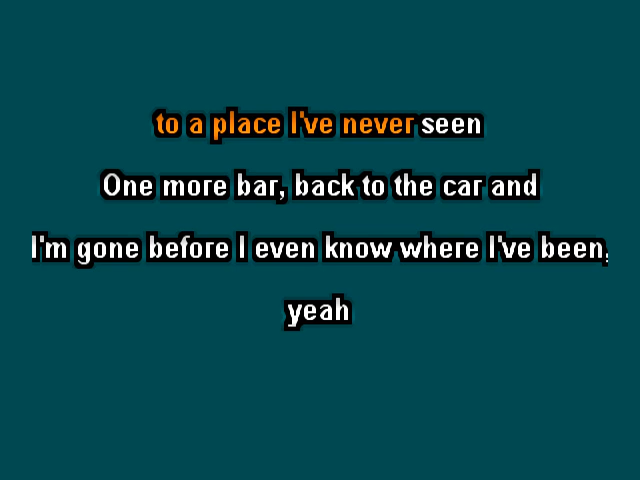 to a place I've never seen
One more bar, back to the car and
I'm gone before I even know where I've been,
yeah